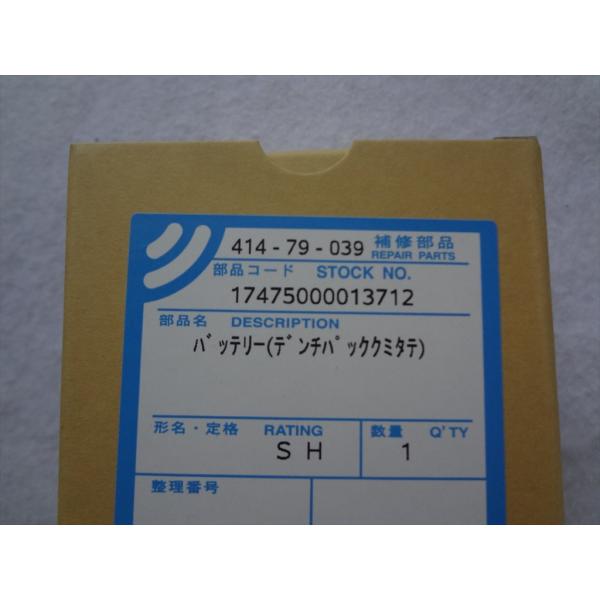 414-79-039 補修部品
REPAIR PARTS
部品コード STOCK NO.
17475000013712
部品名 DESCRIPTION
ﾊﾞｯﾃﾘｰ(ﾃﾞﾝﾁﾊﾟｯｸｸﾐﾀﾃ)
形名・定格 RATING 数量 Q'TY
SH 1
整理番号